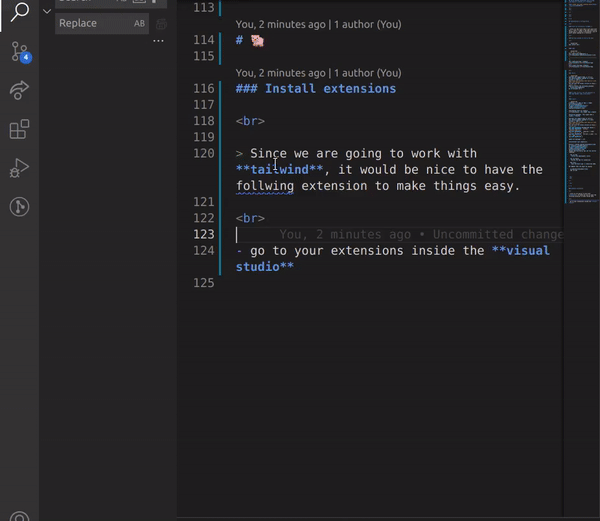 Replace
AB
4
113
You, 2 minutes ago | 1 author (You)
114 # 🐷
115
You, 2 minutes ago | 1 author (You)
116 ### Install extensions
117
118 <br>
119
120 > Since we are going to work with
**tailwind**, it would be nice to have the
follwing extension to make things easy.
121
122 <br>
123 You, 2 minutes ago • Uncommitted change
124 - go to your extensions inside the **visual
studio**
125